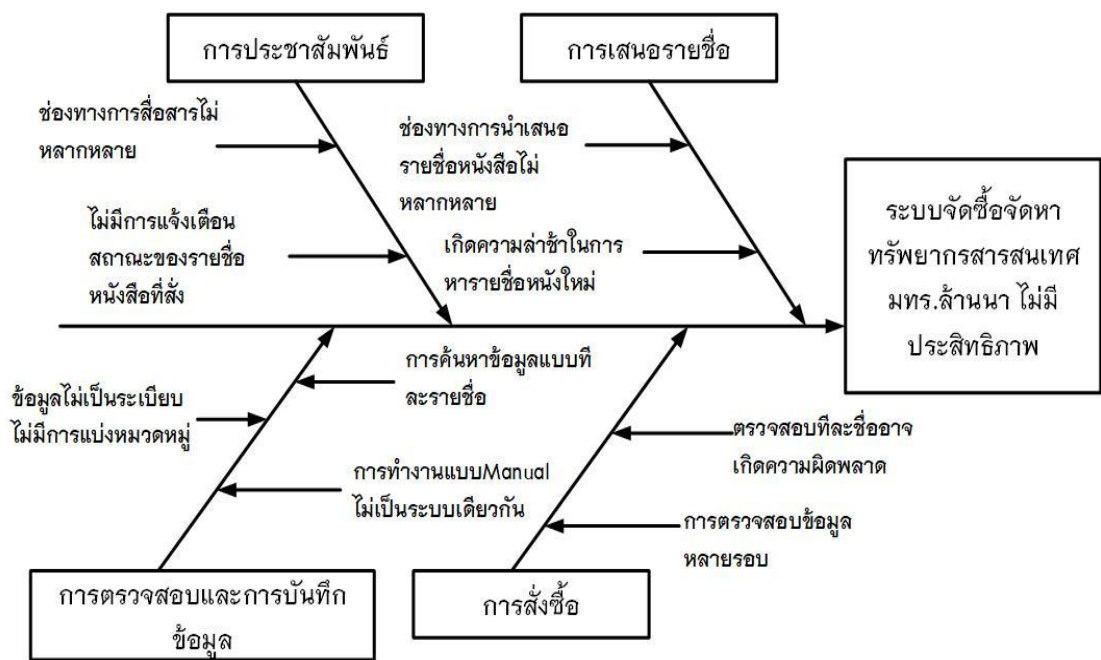 การประชาสัมพันธ์
การเสนอรายชื่อ
ช่องทางการสื่อสารไม่
หลากหลาย
ช่องทางการนำเสนอ
รายชื่อหนังสือไม่
หลากหลาย
ไม่มีการแจ้งเตือน
สถาณะของรายชื่อ
หนังสือที่สั่ง
เกิดความล่าช้าในการ
หารายชื่อหนังใหม่
ระบบจัดซื้อจัดหา
ทรัพยากรสารสนเทศ
มทร.ล้านนา ไม่มี
ประสิทธิภาพ
การค้นหาข้อมูลแบบที
ละรายชื่อ
ข้อมูลไม่เป็นระเบียบ
ไม่มีการแบ่งหมวดหมู่
การทำงานแบบManual
ไม่เป็นระบบเดียวกัน
ตรวจสอบทีละชื่ออาจ
เกิดความผิดพลาด
การตรวจสอบข้อมูล
หลายรอบ
การตรวจสอบและการบันทึก
ข้อมูล
การสั่งซื้อ